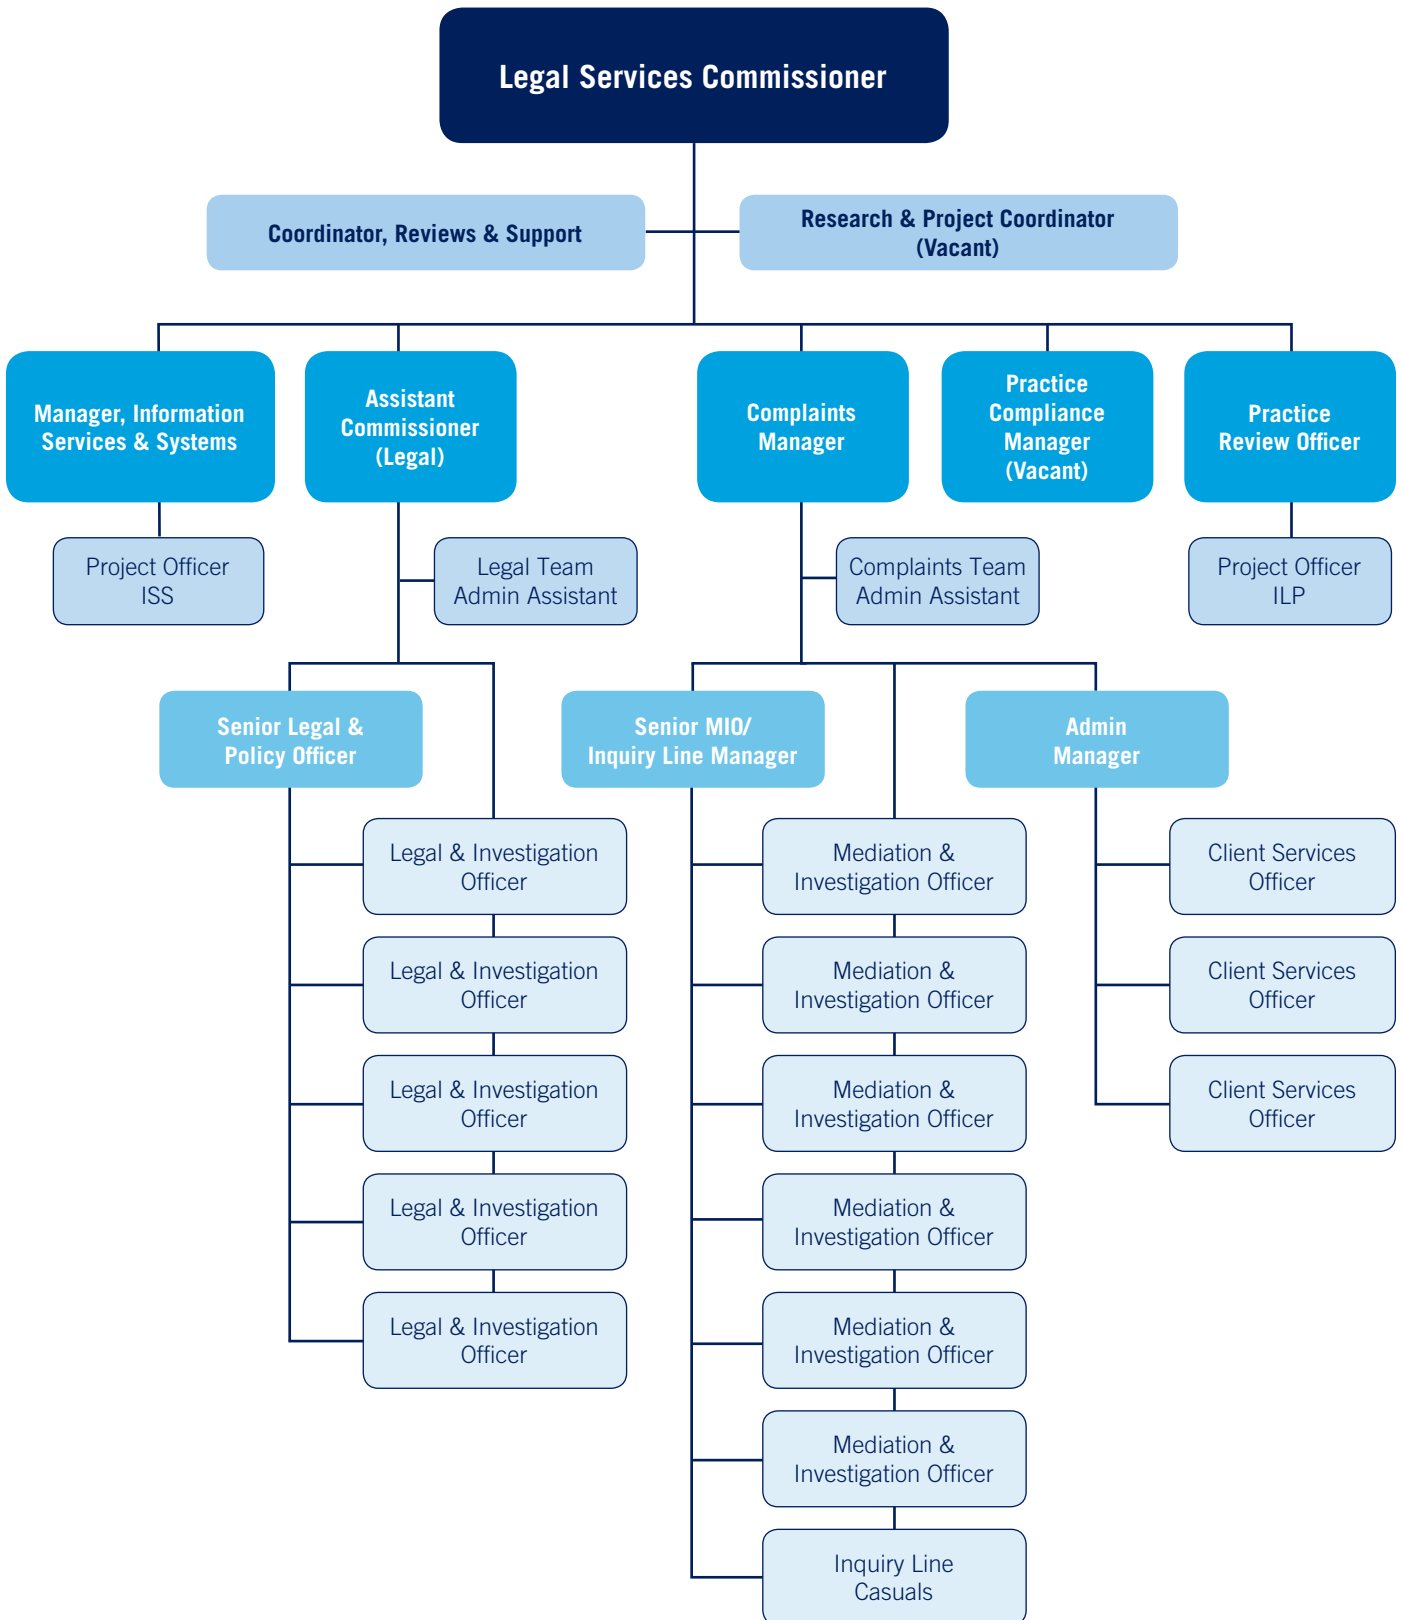 Legal Services Commissioner
Coordinator, Reviews & Support
Research & Project Coordinator
(Vacant)
Manager, Information
Services & Systems
Assistant
Commissioner
(Legal)
Complaints
Manager
Practice
Compliance
Manager
(Vacant)
Practice
Review Officer
Project Officer
ISS
Legal Team
Admin Assistant
Complaints Team
Admin Assistant
Project Officer
ILP
Senior Legal &
Policy Officer
Senior MIO/
Inquiry Line Manager
Admin
Manager
Legal & Investigation
Officer
Mediation &
Investigation Officer
Client Services
Officer
Legal & Investigation
Officer
Mediation &
Investigation Officer
Client Services
Officer
Legal & Investigation
Officer
Mediation &
Investigation Officer
Client Services
Officer
Legal & Investigation
Officer
Mediation &
Investigation Officer
Legal & Investigation
Officer
Mediation &
Investigation Officer
Mediation &
Investigation Officer
Inquiry Line
Casuals